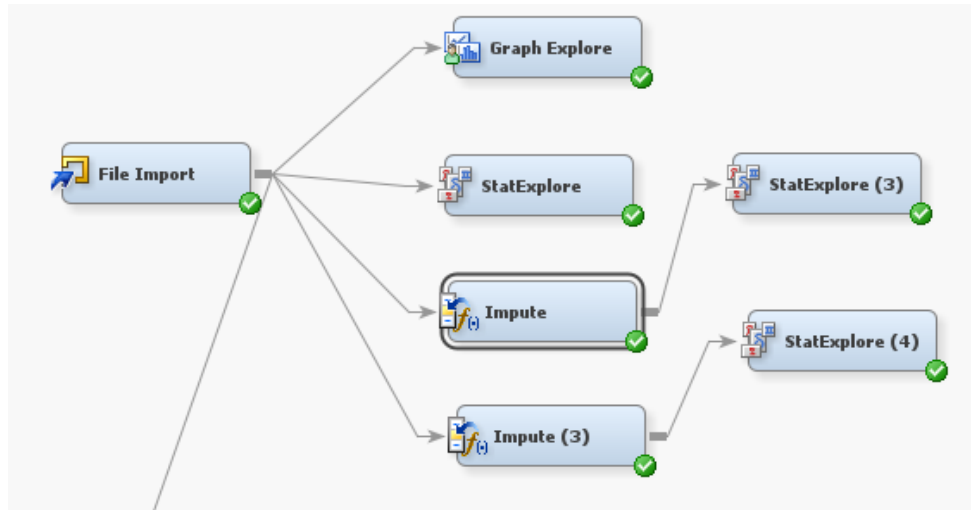 Graph Explore
File Import
StatExplore
StatExplore (3)
Impute
StatExplore (4)
Impute (3)